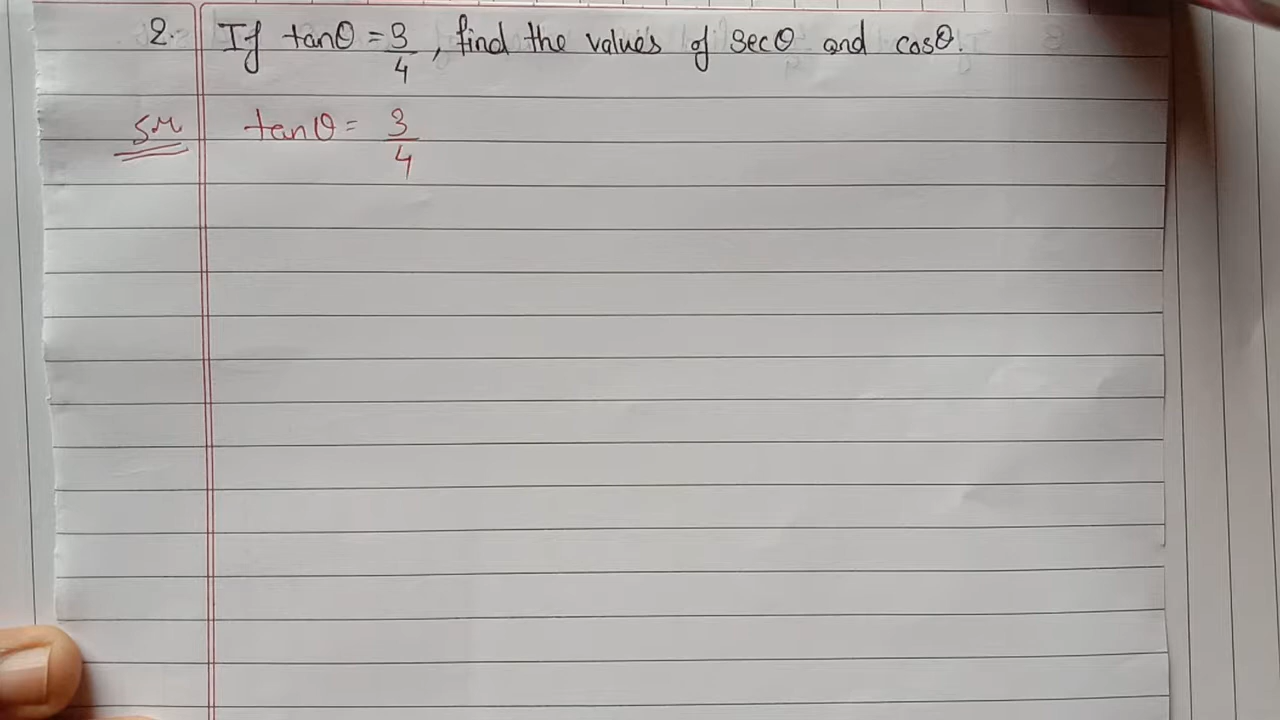 2. If tanθ = 3/4, find the values of secθ and cosθ.
Sol tanθ = 3/4